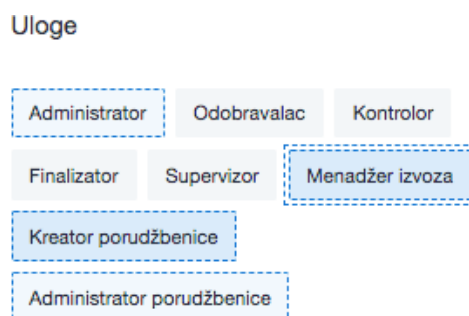 Uloge
Administrator Odobravalac Kontrolor
Finalizator Supervizor Menadžer izvoza
Kreator porudžbenice
Administrator porudžbenice